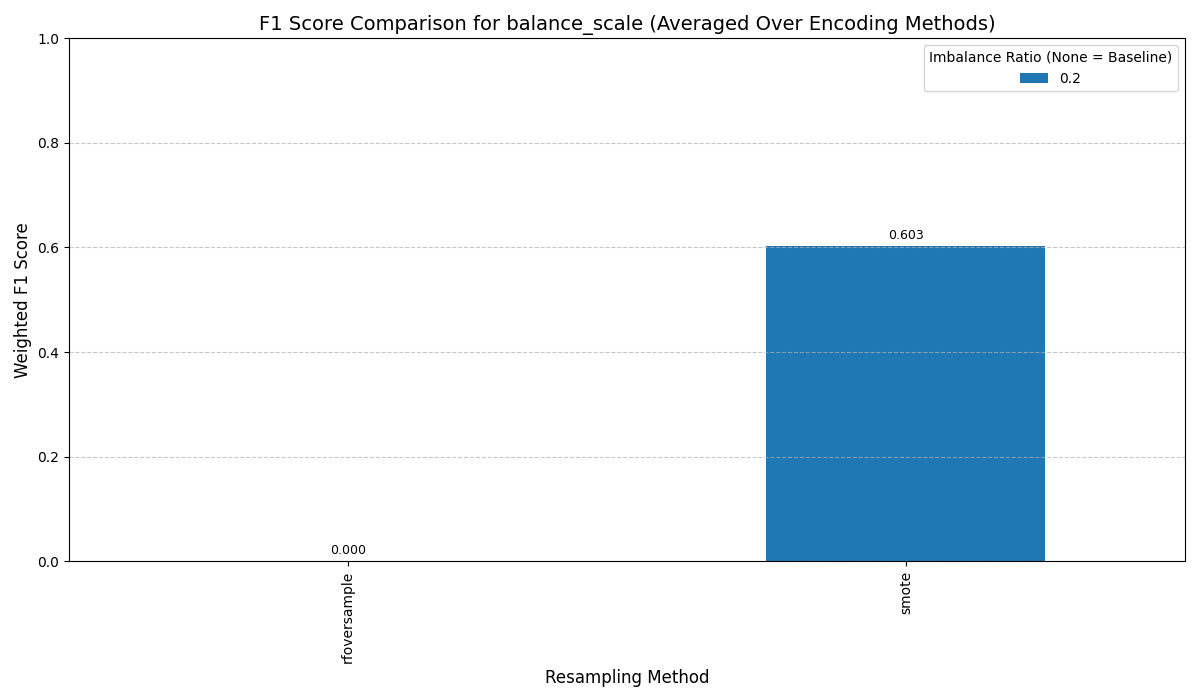 F1 Score Comparison for balance_scale (Averaged Over Encoding Methods)
Imbalance Ratio (None = Baseline)
0.2
Weighted F1 Score
1.0
0.8
0.6
0.4
0.2
0.0
0.000
0.603
rfoversample
smote
Resampling Method